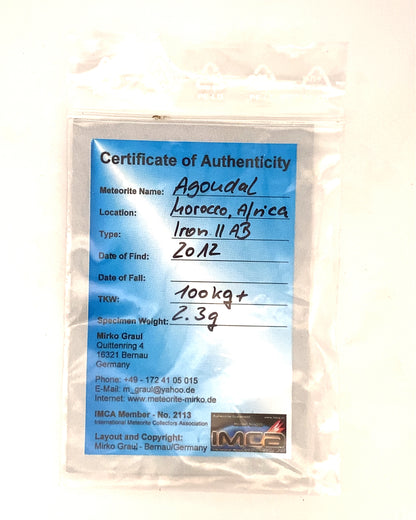 Certificate of Authenticity
Meteorite Name: Agoudal
Location: Morocco, Africa
Type: Iron II AB
Date of Find: 2012
Date of Fall:
TKW: 100kg+
Specimen Weight: 2.3g
Mirko Graul
Quittenring 4
16321 Bernau
Germany
Phone: +49 - 172 41 05 015
E-Mail: m_graul@yahoo.de
Internet: www.meteorite-mirko.de
IMCA Member - No. 2113
International Meteorite Collectors Association
Layout and Copyright:
Mirko Graul - Bernau/Germany
IMCA